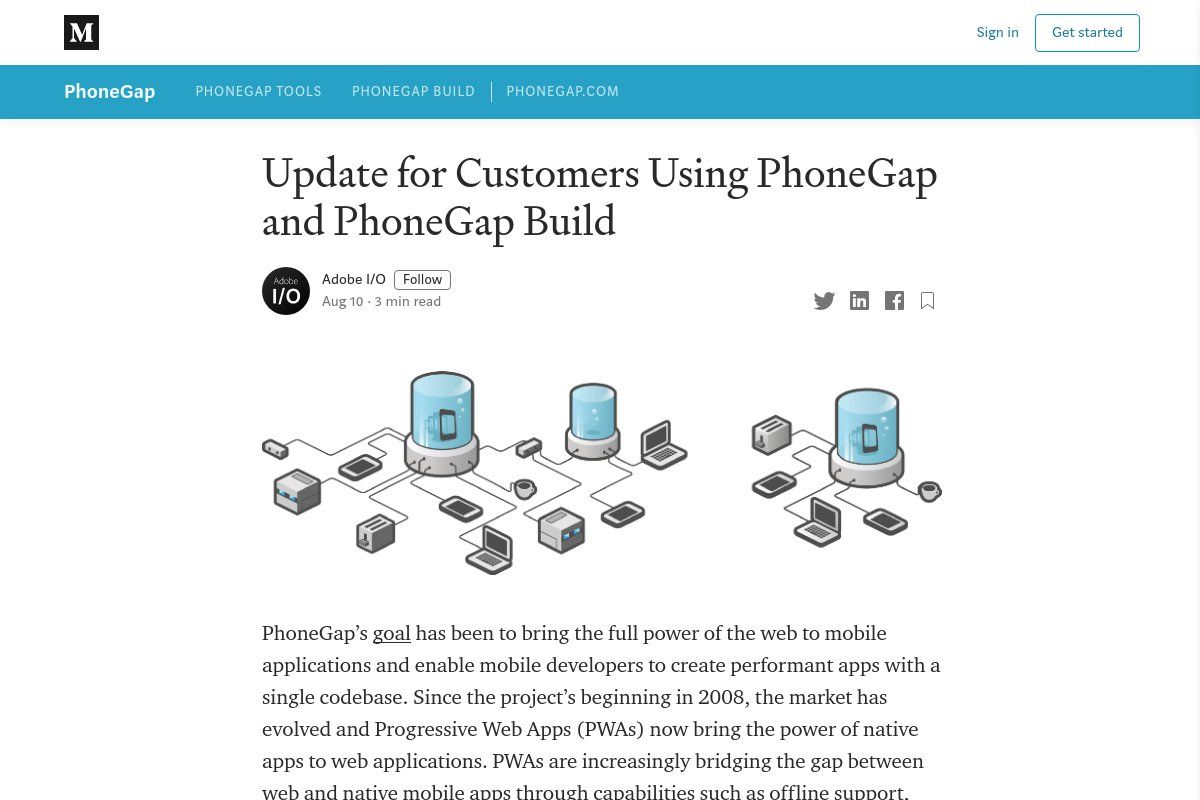 M
Sign in
Get started
PhoneGap
PHONEGAP TOOLS
PHONEGAP BUILD
PHONEGAP.COM
Update for Customers Using PhoneGap
and PhoneGap Build
Adobe
I/O
Adobe I/O
Follow
Aug 10 · 3 min read
PhoneGap’s goal has been to bring the full power of the web to mobile
applications and enable mobile developers to create performant apps with a
single codebase. Since the project’s beginning in 2008, the market has
evolved and Progressive Web Apps (PWAs) now bring the power of native
apps to web applications. PWAs are increasingly bridging the gap between
web and native mobile apps through capabilities such as offline support,